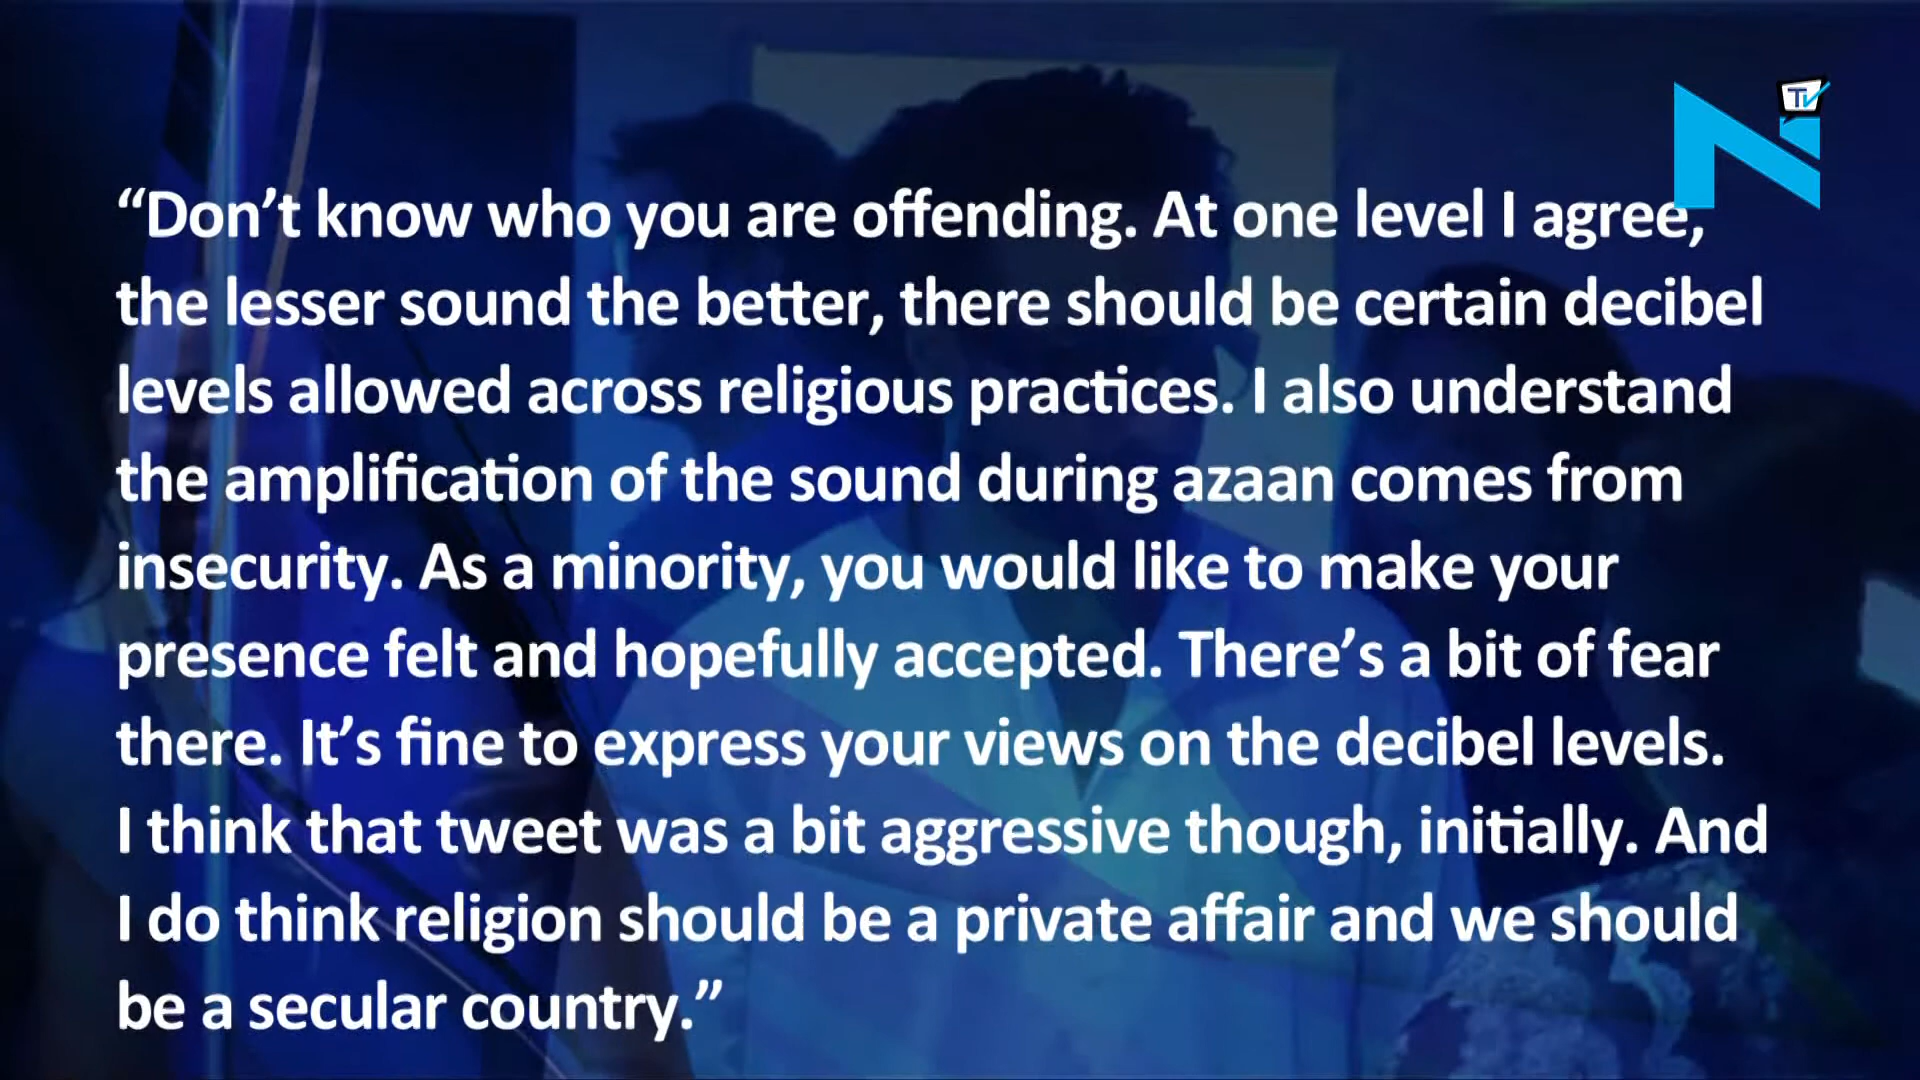 TV
“Don’t know who you are offending. At one level I agree,
the lesser sound the better, there should be certain decibel
levels allowed across religious practices. I also understand
the amplification of the sound during azaan comes from
insecurity. As a minority, you would like to make your
presence felt and hopefully accepted. There’s a bit of fear
there. It’s fine to express your views on the decibel levels.
I think that tweet was a bit aggressive though, initially. And
I do think religion should be a private affair and we should
be a secular country.”